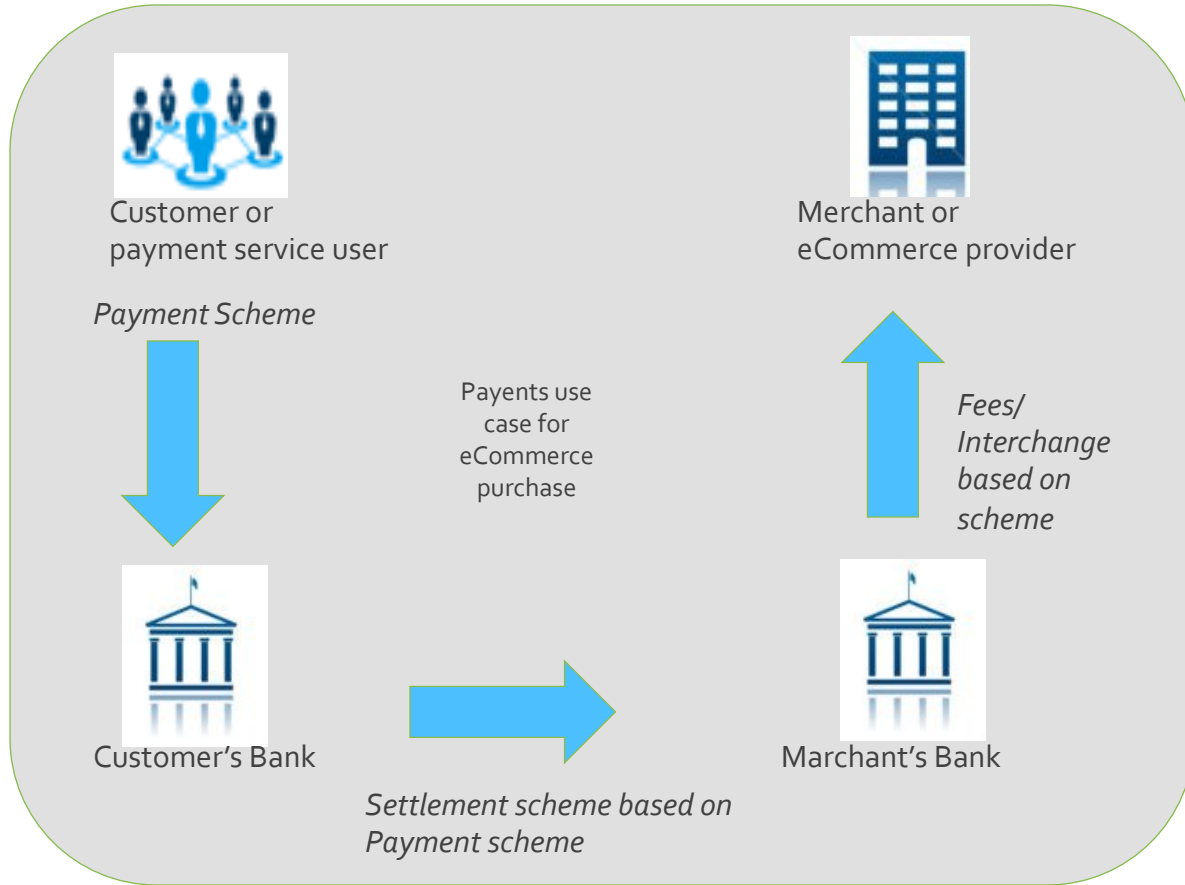 Customer or
payment service user
Merchant or
eCommerce provider
Payment Scheme
Payents use
case for
eCommerce
purchase
Fees/
Interchange
based on
scheme
Customer’s Bank
Marchant’s Bank
Settlement scheme based on
Payment scheme